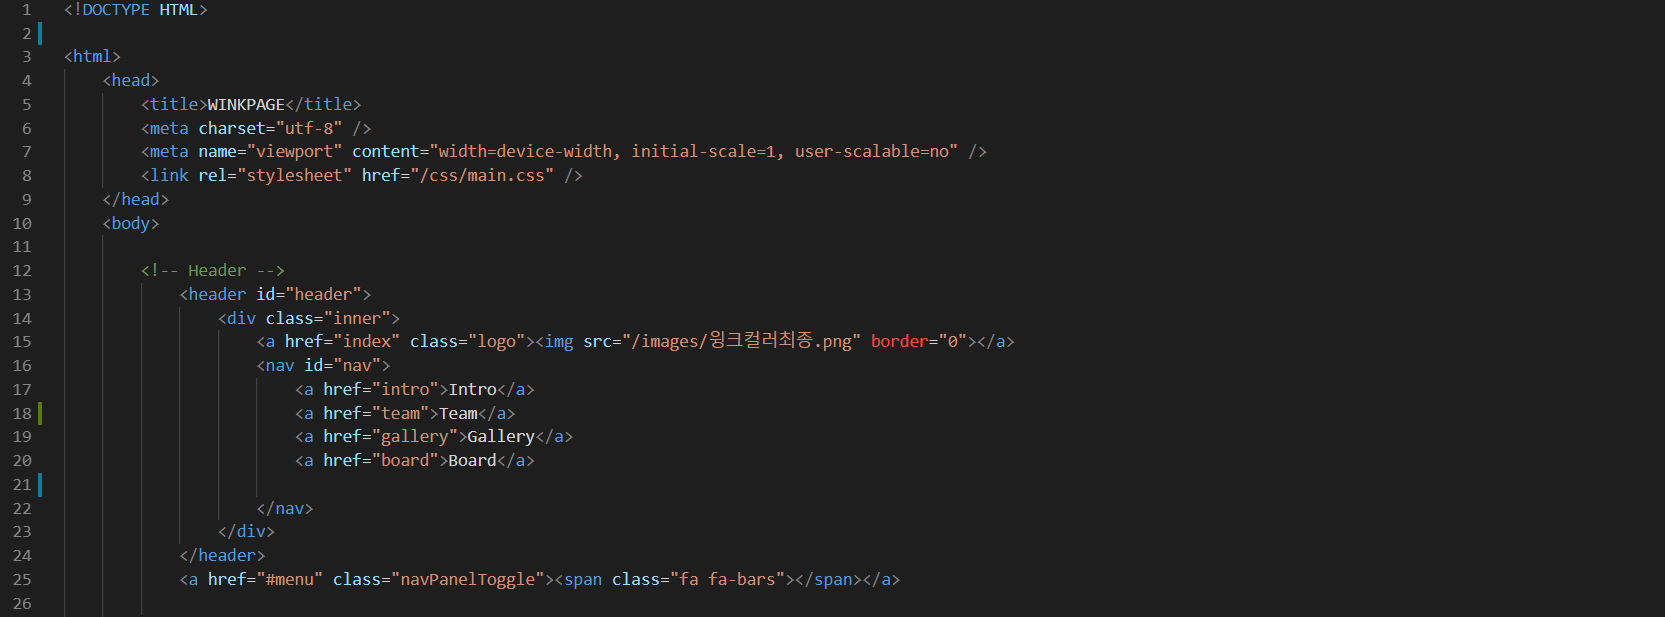 1 <!DOCTYPE HTML>
2
3 <html>
4 <head>
5 <title>WINKPAGE</title>
6 <meta charset="utf-8" />
7 <meta name="viewport" content="width=device-width, initial-scale=1, user-scalable=no" />
8 <link rel="stylesheet" href="/css/main.css" />
9 </head>
10 <body>
11
12 <!-- Header -->
13 <header id="header">
14 <div class="inner">
15 <a href="index" class="logo"><img src="/images/윙크컬러최종.png" border="0"></a>
16 <nav id="nav">
17 <a href="intro">Intro</a>
18 <a href="team">Team</a>
19 <a href="gallery">Gallery</a>
20 <a href="board">Board</a>
21
22 </nav>
23 </div>
24 </header>
25 <a href="#menu" class="navPanelToggle"><span class="fa fa-bars"></span></a>
26